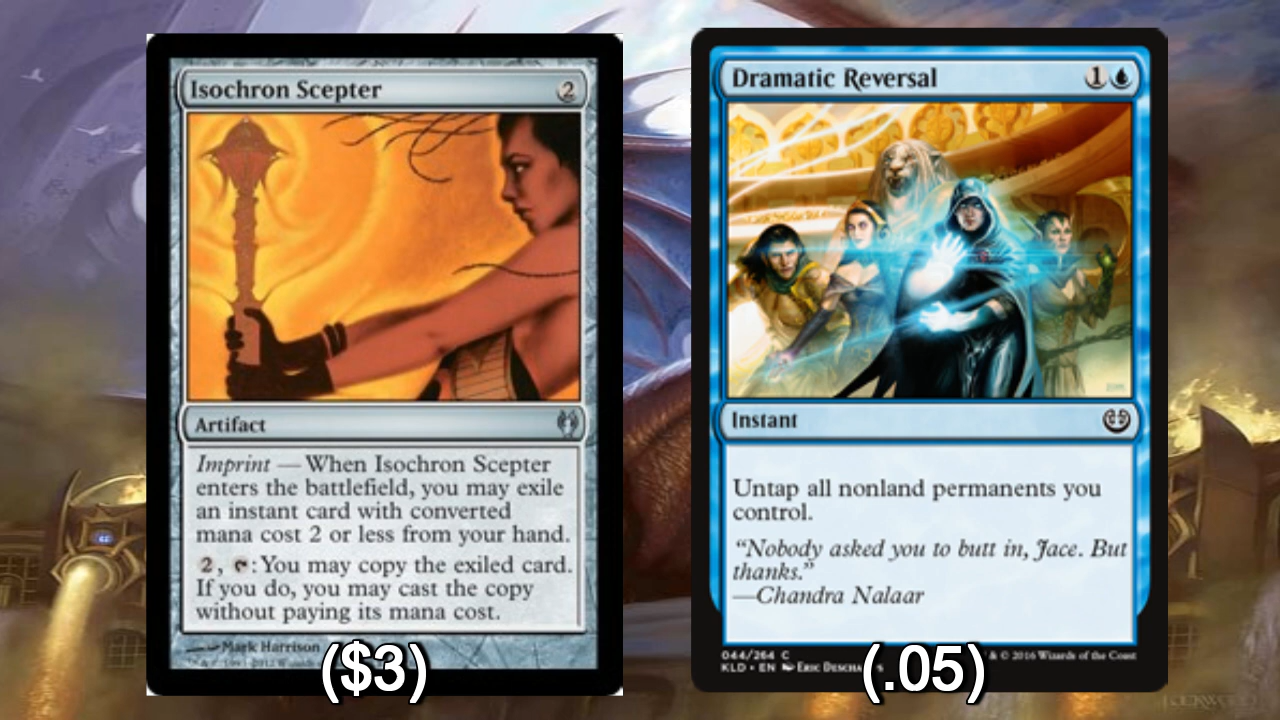 Isochron Scepter 2
Artifact
Imprint — When Isochron Scepter
enters the battlefield, you may exile
an instant card with converted
mana cost 2 or less from your hand.
2, : You may copy the exiled card.
If you do, you may cast the copy
without paying its mana cost.
Mark Harrison
($3)
Dramatic Reversal 1
Instant
Untap all nonland permanents you
control.
“Nobody asked you to butt in, Jace. But
thanks.”
—Chandra Nalaar
044/264 C
KLD • EN
& © 2016 Wizards of the Coast
(.05)